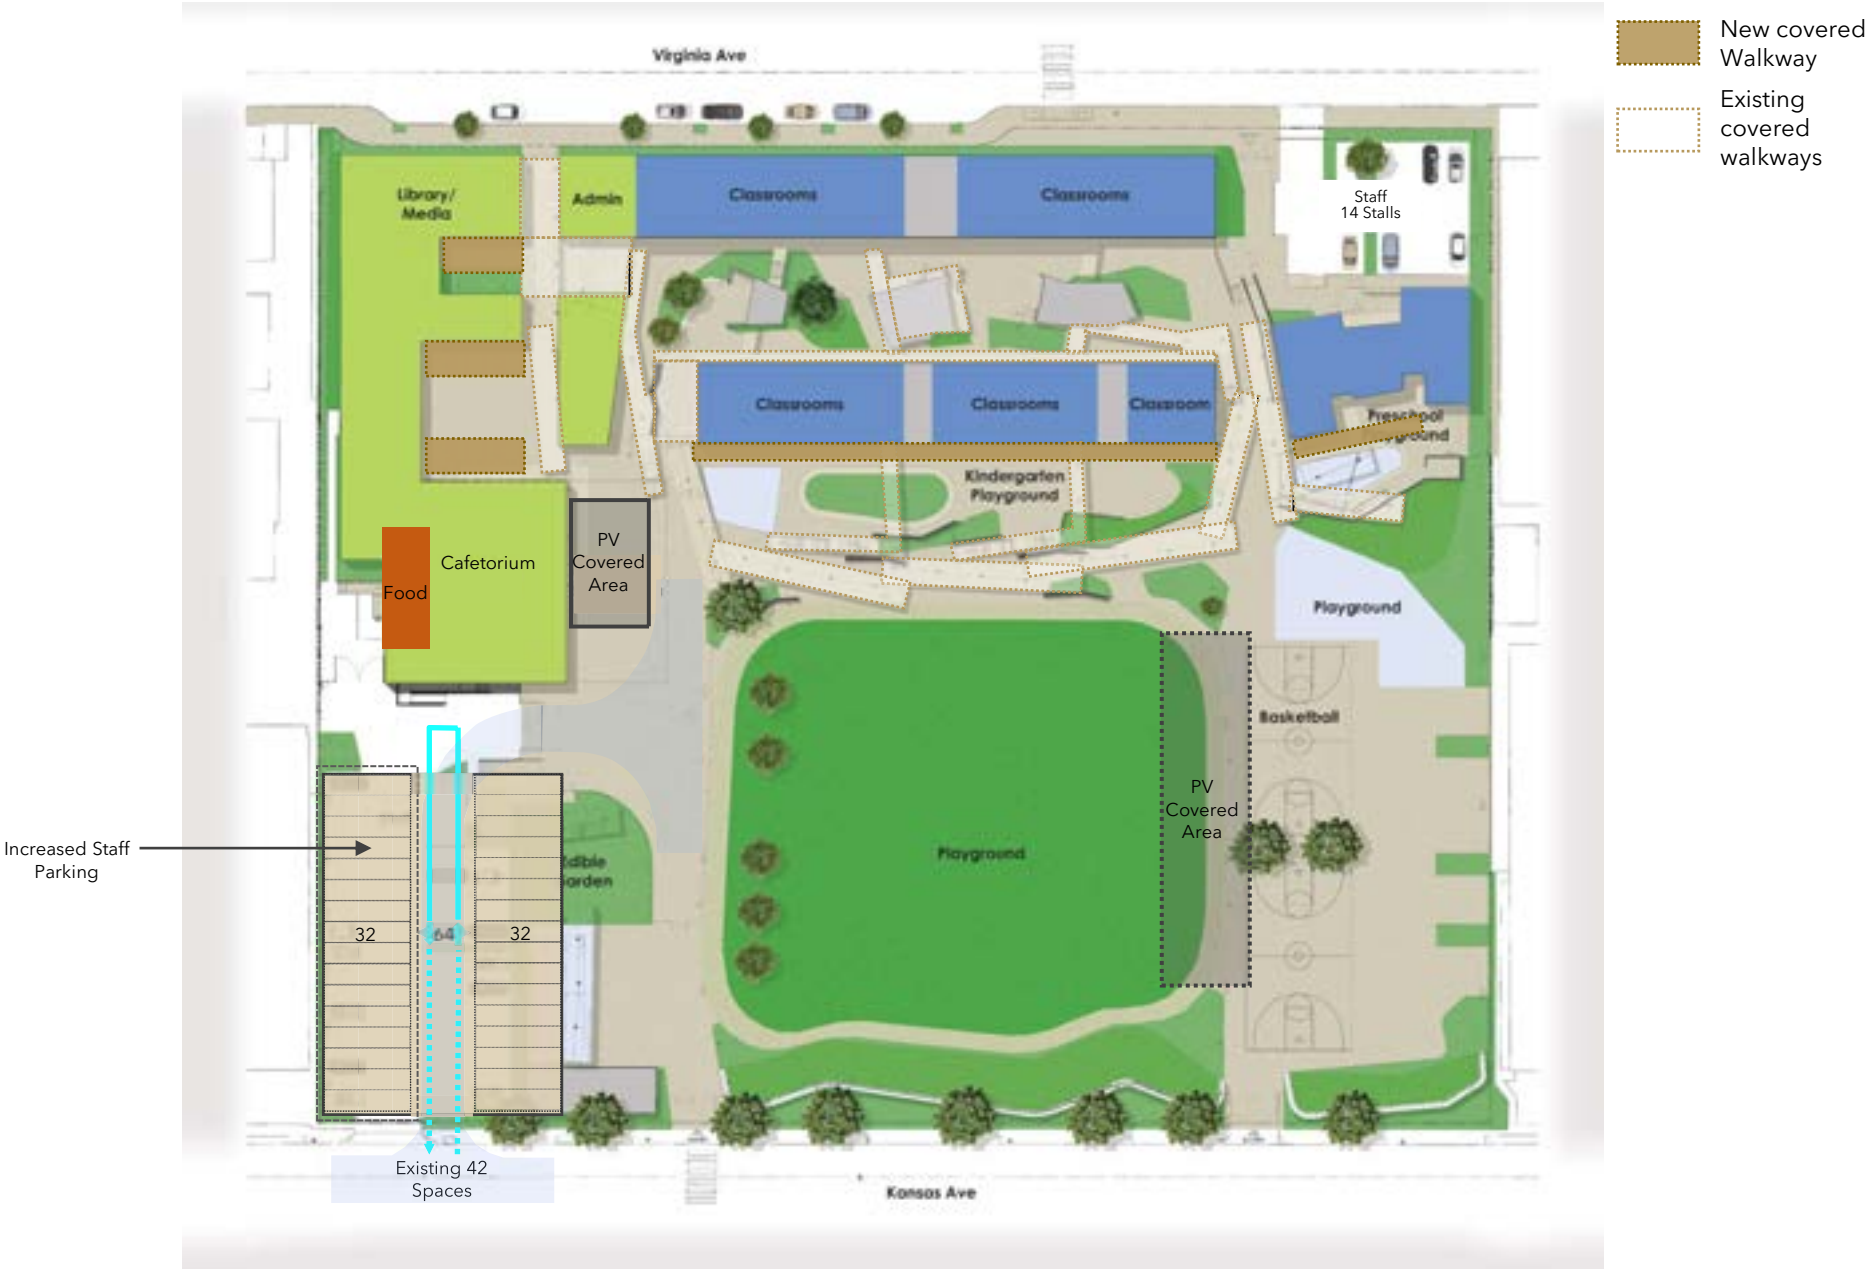 New covered
Walkway
Existing
covered
walkways
Virginia Ave
Library/
Media
Admin
Classrooms
Classrooms
Staff
14 Stalls
Classrooms
Classrooms
Classroom
Preschool
Playground
Kindergarten
Playground
PV
Covered
Area
Cafetorium
Food
Playground
Basketball
PV
Covered
Area
Playground
Increased Staff
Parking
Edible
Garden
32
64
32
Existing 42
Spaces
Kansas Ave